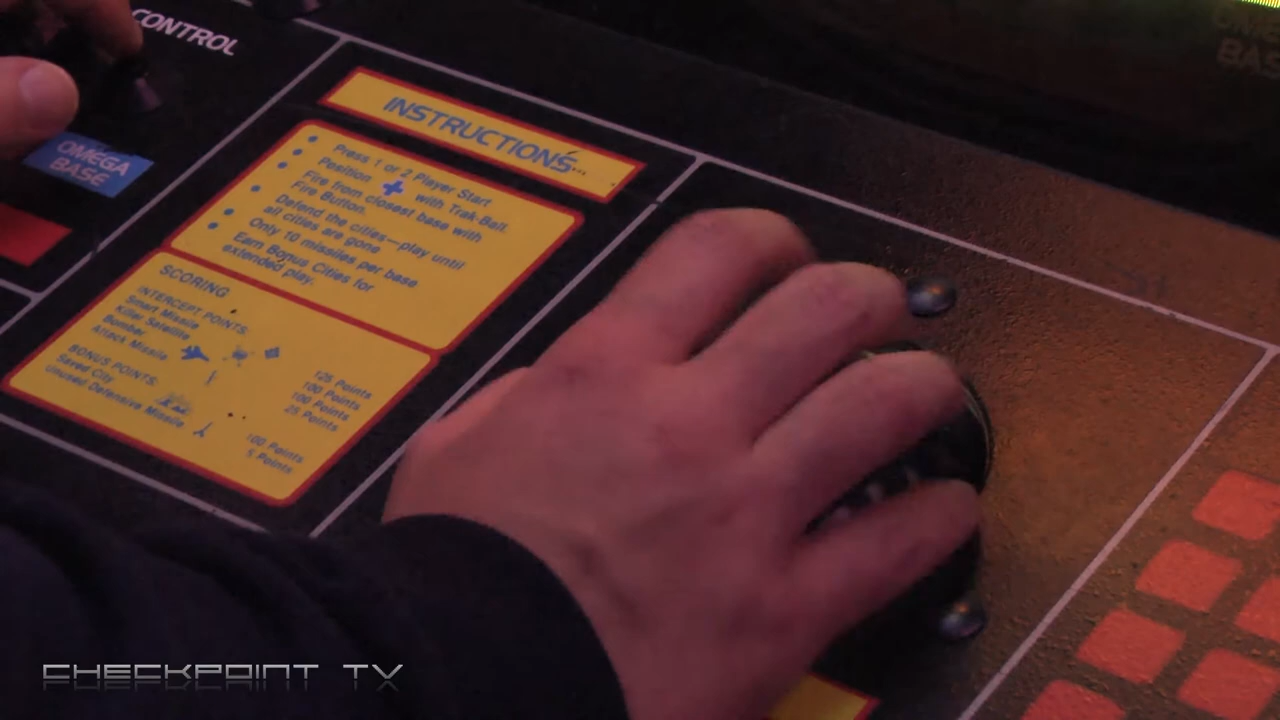 CONTROL
OMEGA
BASE
INSTRUCTIONS...
Press 1 or 2 Player Start
Position with Trak-Ball.
Fire from closest base with
Fire Button.
Defend the cities—play until
all cities are gone
Only 10 missiles per base
Earn Bonus Cities for
extended play.
SCORING
INTERCEPT POINTS:
Smart Missile 125 Points
Killer Satellite 100 Points
Bomber 100 Points
Attack Missile 25 Points
BONUS POINTS:
Saved City 100 Points
Unused Defensive Missile 5 Points
CHECKPOINT TV